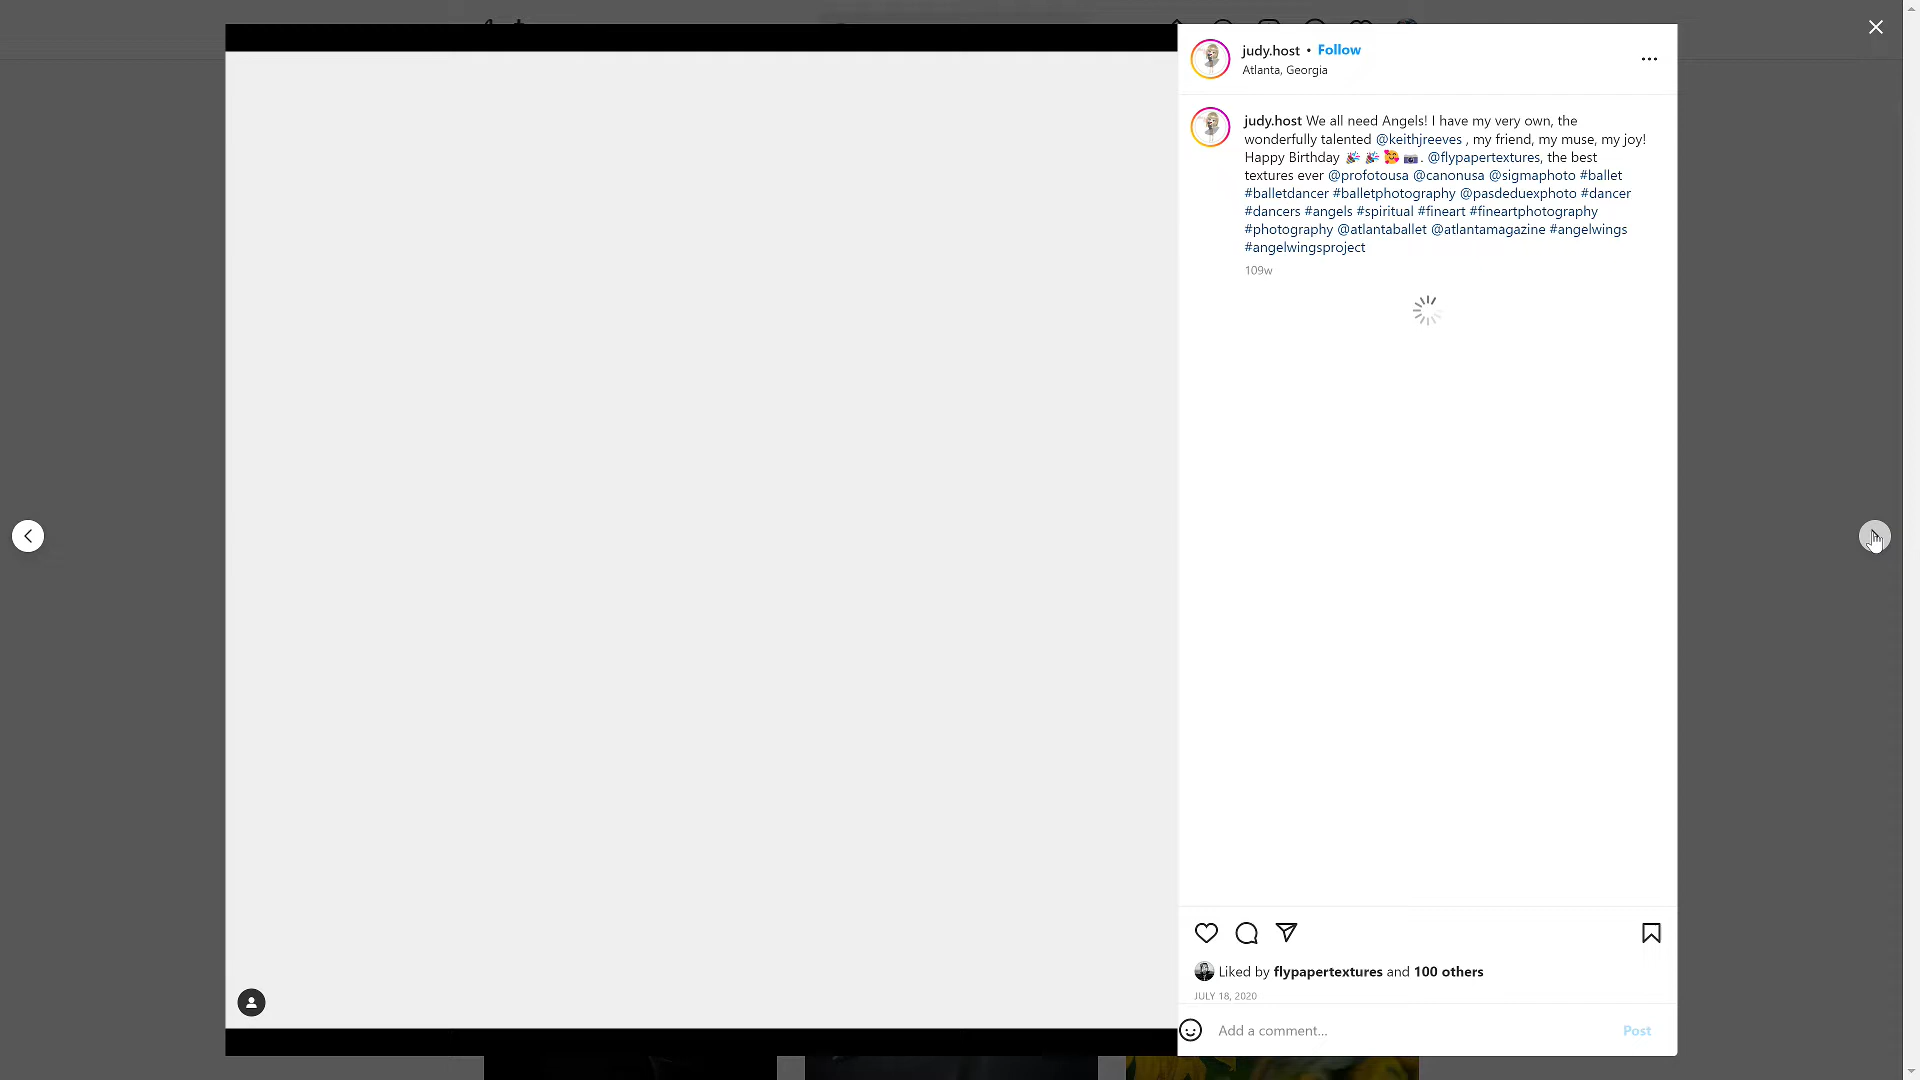 judy.host • Follow
Atlanta, Georgia
judy.host We all need Angels! I have my very own, the
wonderfully talented @keithjreeves , my friend, my muse, my joy!
Happy Birthday 🎉 🎉 🥰 📷. @flypapertextures, the best
textures ever @profotousa @canonusa @sigmaphoto #ballet
#balletdancer #balletphotography @pasdeduexphoto #dancer
#dancers #angels #spiritual #fineart #fineartphotography
#photography @atlantaballet @atlantamagazine #angelwings
#angelwingsproject
109w
Liked by flypapertextures and 100 others
JULY 18, 2020
Add a comment...
Post